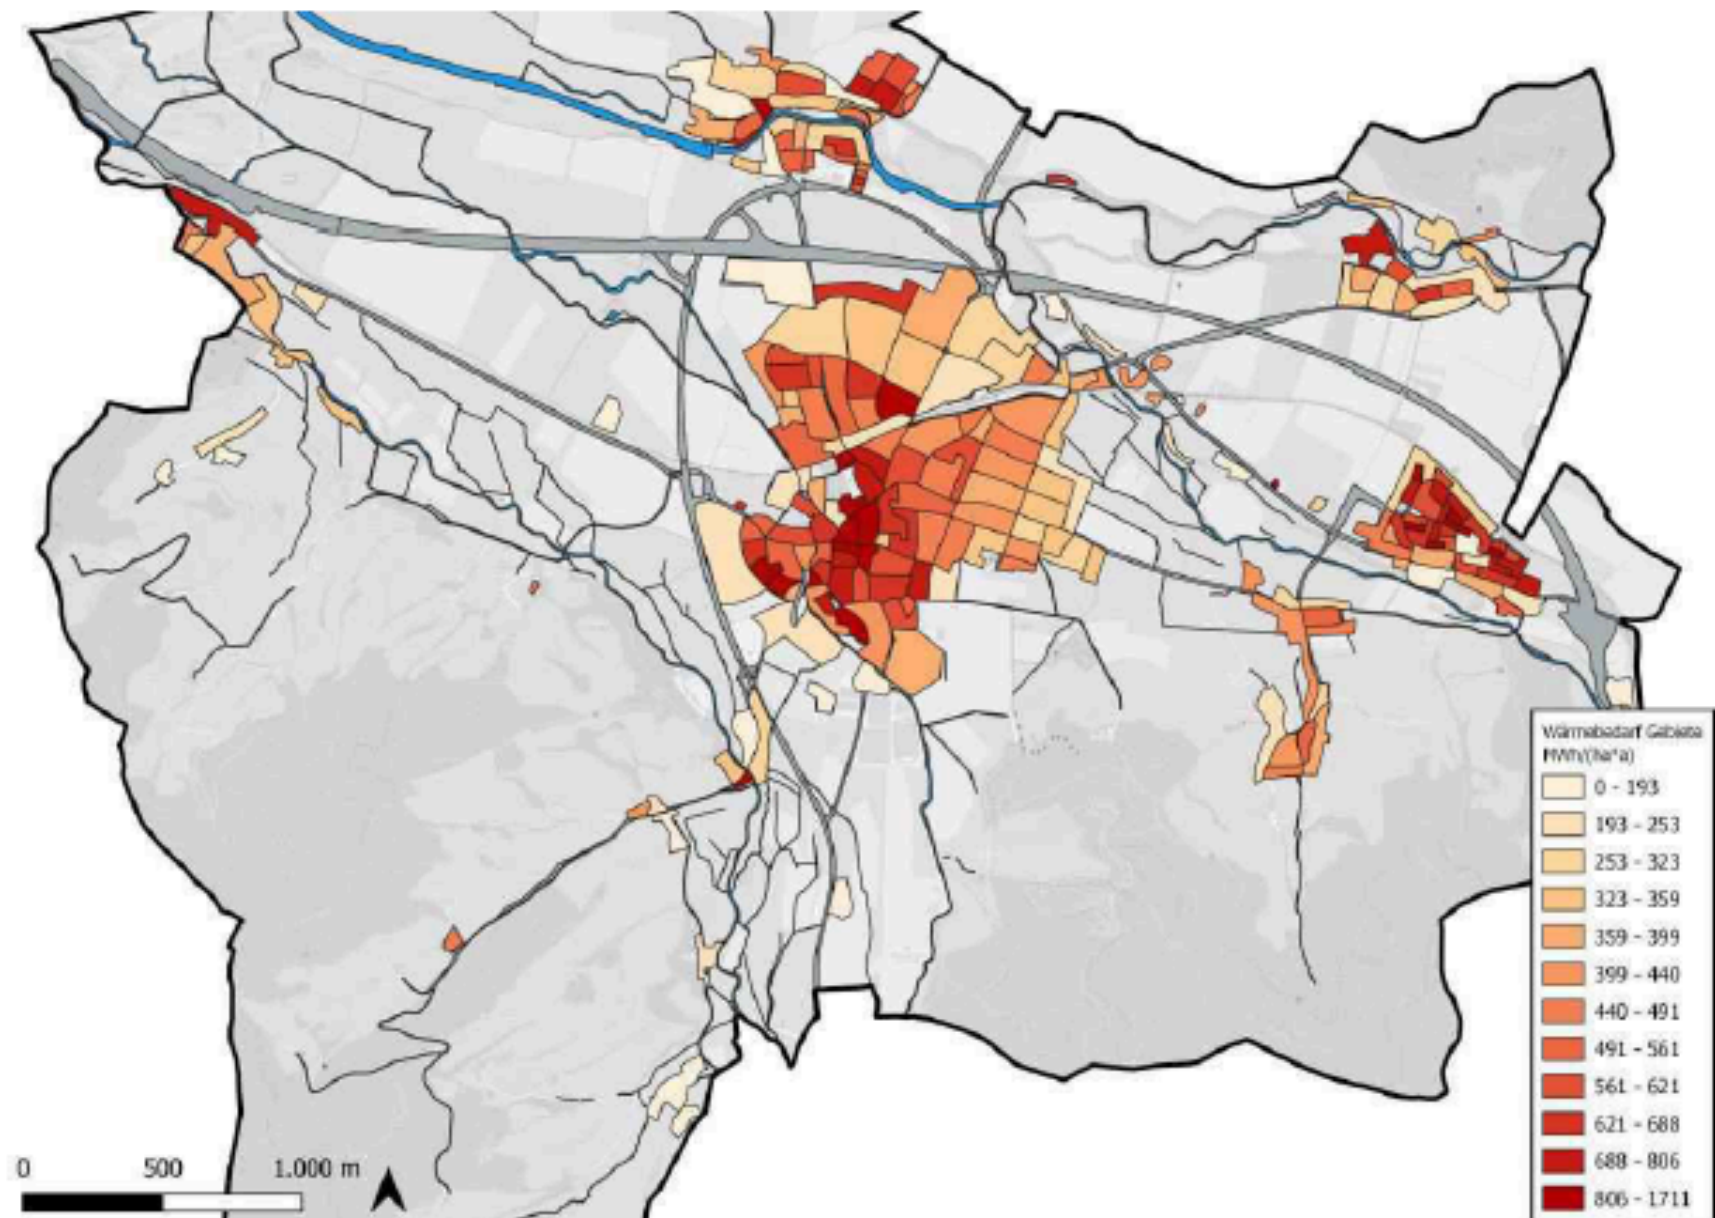 Wärmebedarf Gebiete
MWh/(ha*a)
0 - 193
193 - 253
253 - 323
323 - 359
359 - 399
399 - 440
440 - 491
491 - 561
561 - 621
621 - 688
688 - 806
806 - 1711
0 500 1.000 m